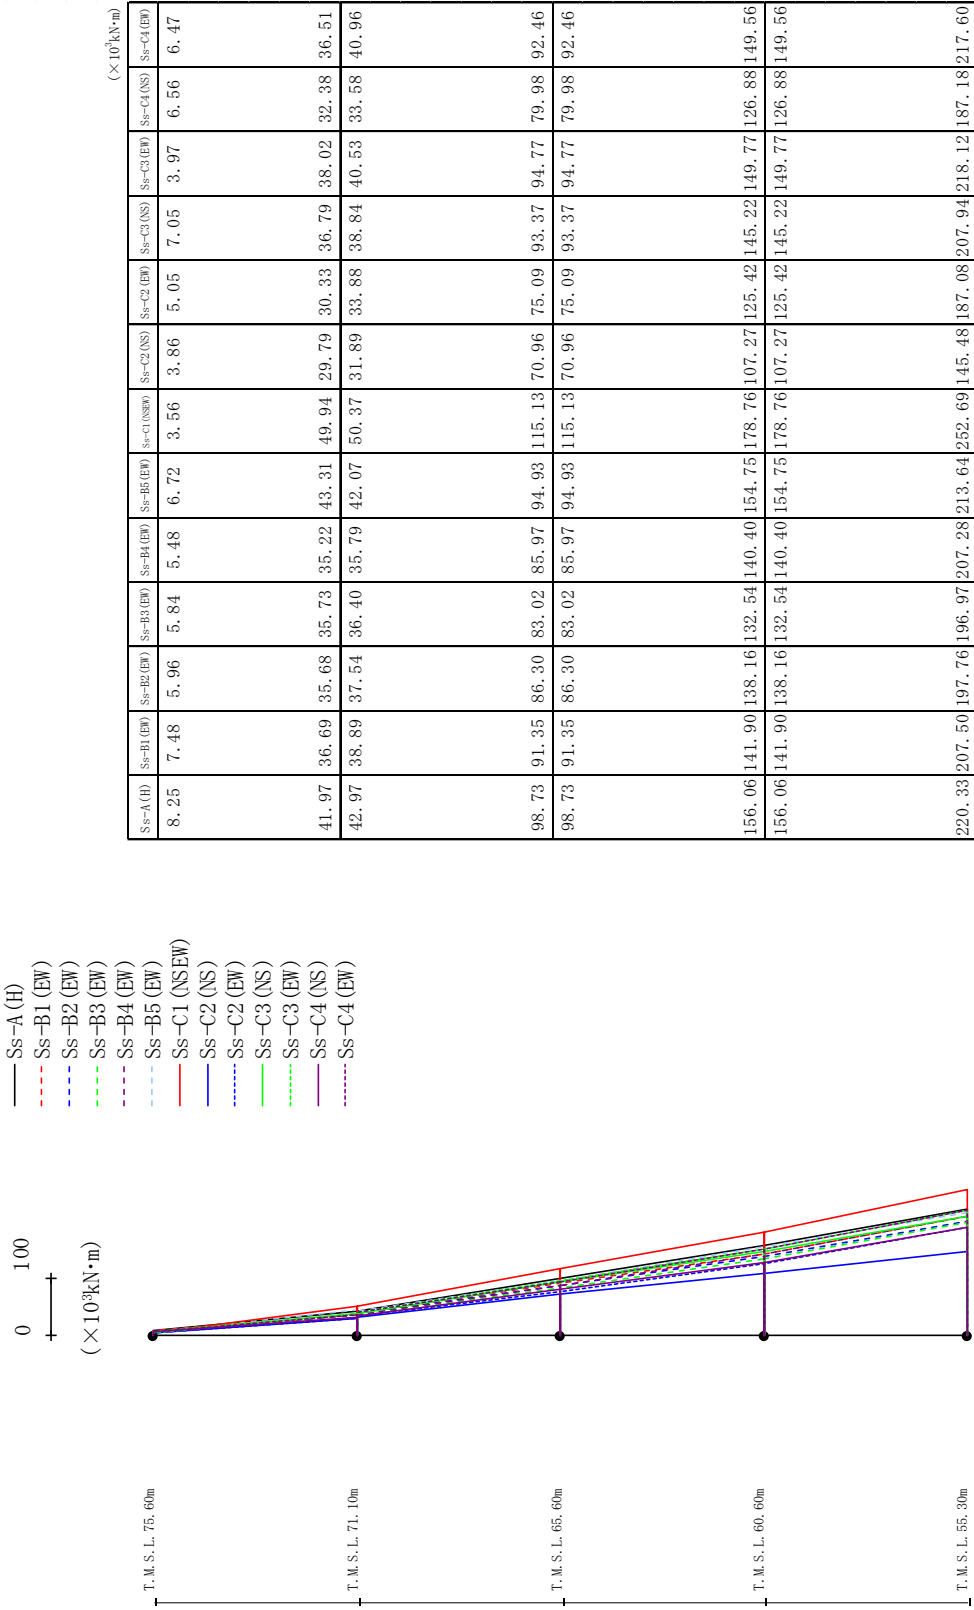 0 100
(×10³kN・m)
Ss-A(H)
Ss-B1(EW)
Ss-B2(EW)
Ss-B3(EW)
Ss-B4(EW)
Ss-B5(EW)
Ss-C1(NSEW)
Ss-C2(NS)
Ss-C2(EW)
Ss-C3(NS)
Ss-C3(EW)
Ss-C4(NS)
Ss-C4(EW)
T.M.S.L.75.60m
T.M.S.L.71.10m
T.M.S.L.65.60m
T.M.S.L.60.60m
T.M.S.L.55.30m
(×10³kN・m)
Ss-A(H) Ss-B1(EW) Ss-B2(EW) Ss-B3(EW) Ss-B4(EW) Ss-B5(EW) Ss-C1(NSEW) Ss-C2(NS) Ss-C2(EW) Ss-C3(NS) Ss-C3(EW) Ss-C4(NS) Ss-C4(EW)
8.25 7.48 5.96 5.84 5.48 6.72 3.56 3.86 5.05 7.05 3.97 6.56 6.47
41.97 36.69 35.68 35.73 35.22 43.31 49.94 29.79 30.33 36.79 38.02 32.38 36.51
42.97 38.89 37.54 36.40 35.79 42.07 50.37 31.89 33.88 38.84 40.53 33.58 40.96
98.73 91.35 86.30 83.02 85.97 94.93 115.13 70.96 75.09 93.37 94.77 79.98 92.46
98.73 91.35 86.30 83.02 85.97 94.93 115.13 70.96 75.09 93.37 94.77 79.98 92.46
156.06 141.90 138.16 132.54 140.40 154.75 178.76 107.27 125.42 145.22 149.77 126.88 149.56
156.06 141.90 138.16 132.54 140.40 154.75 178.76 107.27 125.42 145.22 149.77 126.88 149.56
220.33 207.50 197.76 196.97 207.28 213.64 252.69 145.48 187.08 207.94 218.12 187.18 217.60